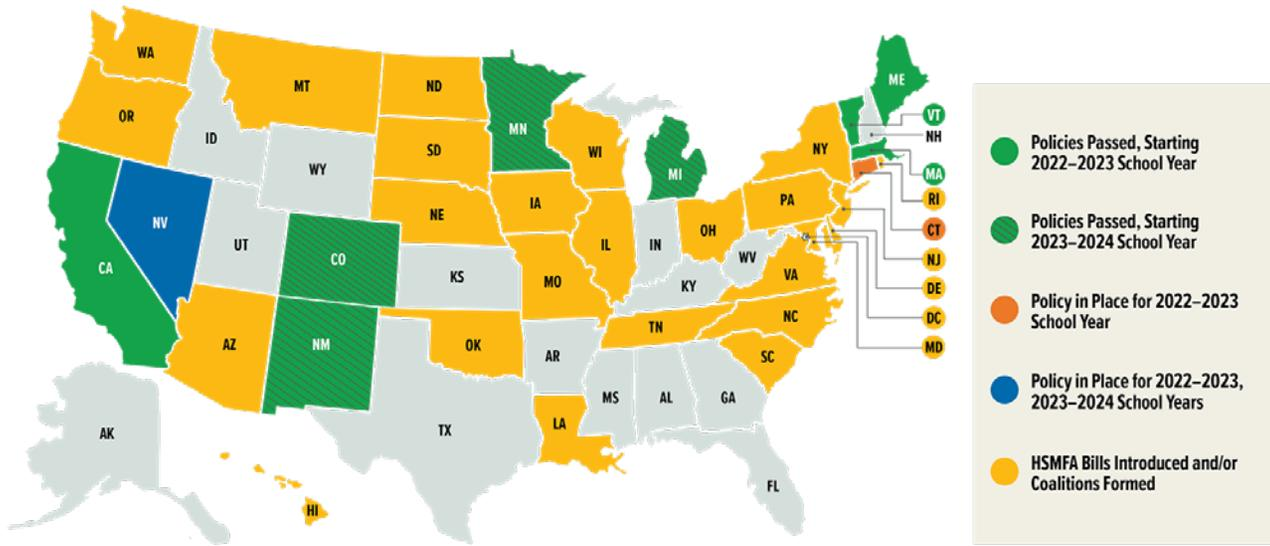 WA
MT
ND
ME
OR
MN
VT
ID
NH
SD
WI
NY
WY
MI
MA
RI
PA
IA
NE
NV
CT
OH
UT
IL
IN
NJ
CO
WV
CA
KS
MO
VA
KY
DE
NC
DC
TN
AZ
NM
OK
MD
AR
SC
MS
AL
GA
LA
AK
TX
FL
HI
Policies Passed, Starting
2022–2023 School Year
Policies Passed, Starting
2023–2024 School Year
Policy in Place for 2022–2023
School Year
Policy in Place for 2022–2023,
2023–2024 School Years
HSMFA Bills Introduced and/or
Coalitions Formed